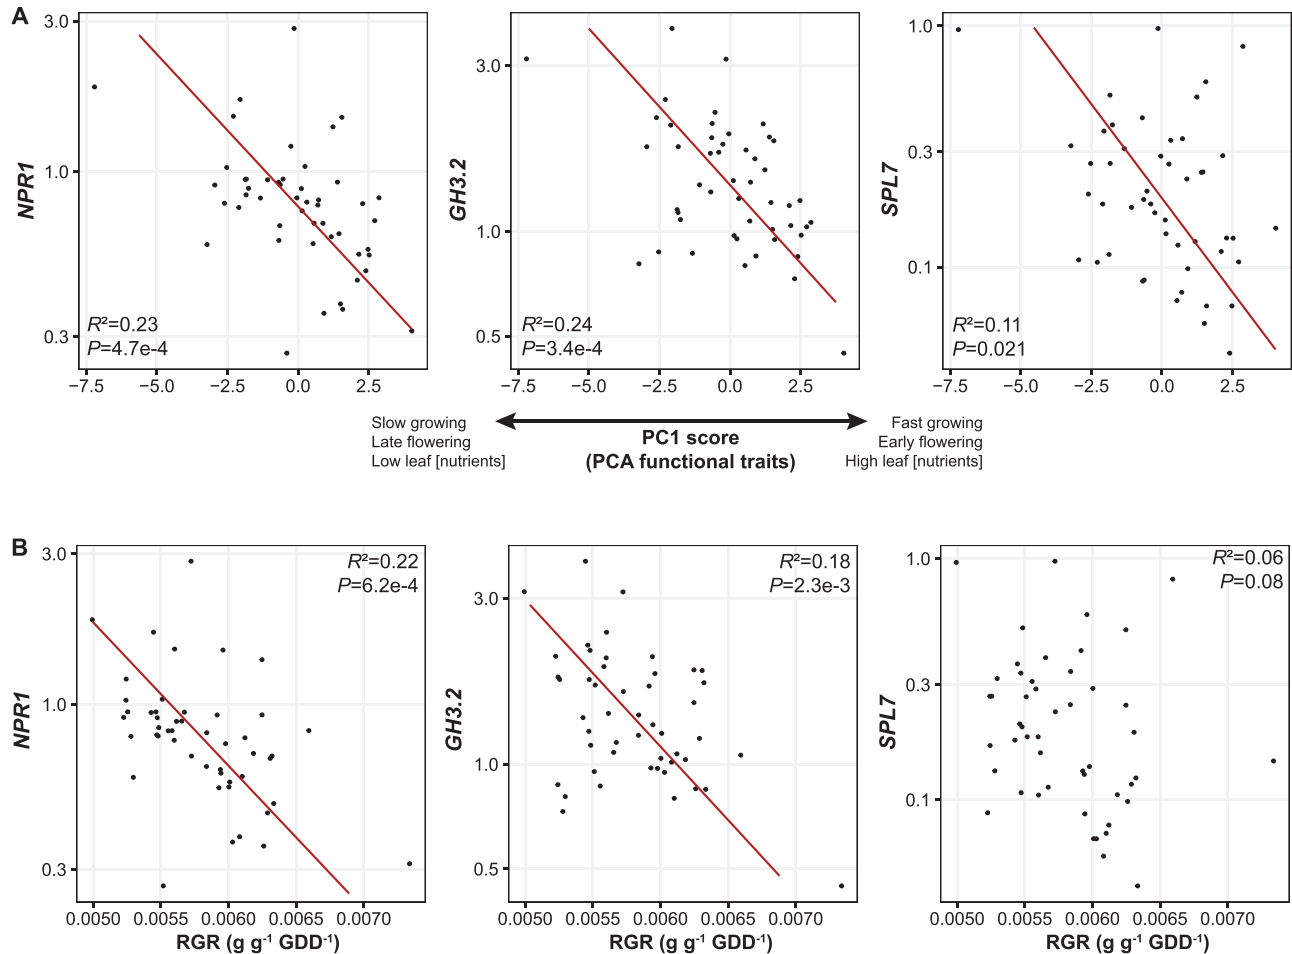 A
NPR1
3.0
1.0
0.3
R²=0.23
P=4.7e-4
−7.5 −5.0 −2.5 0.0 2.5
GH3.2
3.0
1.0
0.5
R²=0.24
P=3.4e-4
−7.5 −5.0 −2.5 0.0 2.5
SPL7
1.0
0.3
0.1
R²=0.11
P=0.021
−7.5 −5.0 −2.5 0.0 2.5
Slow growing
Late flowering
Low leaf [nutrients]
PC1 score
(PCA functional traits)
Fast growing
Early flowering
High leaf [nutrients]
B
NPR1
3.0
1.0
0.3
R²=0.22
P=6.2e-4
0.0050 0.0055 0.0060 0.0065 0.0070
RGR (g g⁻¹ GDD⁻¹)
GH3.2
3.0
1.0
0.5
R²=0.18
P=2.3e-3
0.0050 0.0055 0.0060 0.0065 0.0070
RGR (g g⁻¹ GDD⁻¹)
SPL7
1.0
0.3
0.1
R²=0.06
P=0.08
0.0050 0.0055 0.0060 0.0065 0.0070
RGR (g g⁻¹ GDD⁻¹)